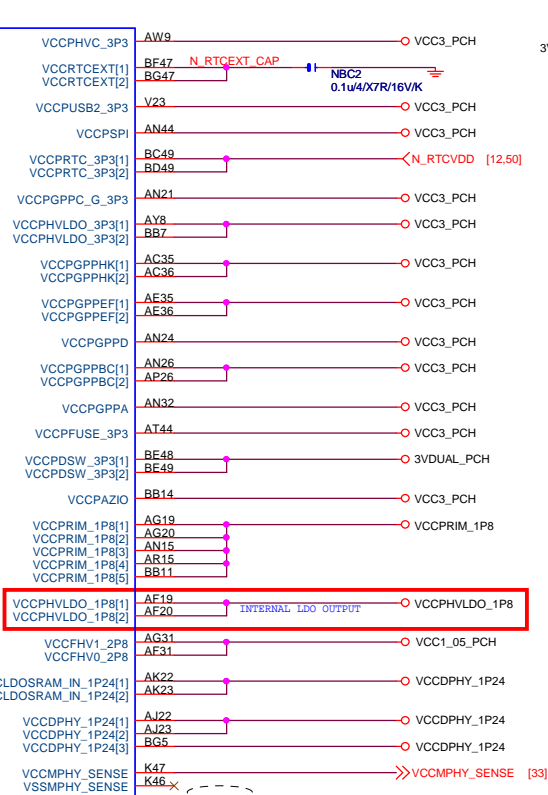 VCCPHVC_3P3 AW9 VCC3_PCH
3V
VCCRTCEXT[1] BF47 N_RTCEXT_CAP
VCCRTCEXT[2] BG47
NBC2
0.1u/4/X7R/16V/K
VCCPUSB2_3P3 V23 VCC3_PCH
VCCPSPI AN44 VCC3_PCH
VCCPRTC_3P3[1] BC49 N_RTCVDD [12,50]
VCCPRTC_3P3[2] BD49
VCCPGPPC_G_3P3 AN21 VCC3_PCH
VCCPHVLDO_3P3[1] AY8 VCC3_PCH
VCCPHVLDO_3P3[2] BB7
VCCPGPPHK[1] AC35 VCC3_PCH
VCCPGPPHK[2] AC36
VCCPGPPEF[1] AE35 VCC3_PCH
VCCPGPPEF[2] AE36
VCCPGPPD AN24 VCC3_PCH
VCCPGPPBC[1] AN26 VCC3_PCH
VCCPGPPBC[2] AP26
VCCPGPPA AN32 VCC3_PCH
VCCPFUSE_3P3 AT44 VCC3_PCH
VCCPDSW_3P3[1] BE48 3VDUAL_PCH
VCCPDSW_3P3[2] BE49
VCCPAZIO BB14 VCC3_PCH
VCCPRIM_1P8[1] AG19 VCCPRIM_1P8
VCCPRIM_1P8[2] AG20
VCCPRIM_1P8[3] AN15
VCCPRIM_1P8[4] AR15
VCCPRIM_1P8[5] BB11
VCCPHVLDO_1P8[1] AF19 INTERNAL LDO OUTPUT VCCPHVLDO_1P8
VCCPHVLDO_1P8[2] AF20
VCCFHV1_2P8 AG31 VCC1_05_PCH
VCCFHV0_2P8 AF31
CLDOSRAM_IN_1P24[1] AK22 VCCDPHY_1P24
CLDOSRAM_IN_1P24[2] AK23
VCCDPHY_1P24[1] AJ22 VCCDPHY_1P24
VCCDPHY_1P24[2] AJ23
VCCDPHY_1P24[3] BG5 VCCDPHY_1P24
VCCMPHY_SENSE K47 VCCMPHY_SENSE [33]
VSSMPHY_SENSE K46